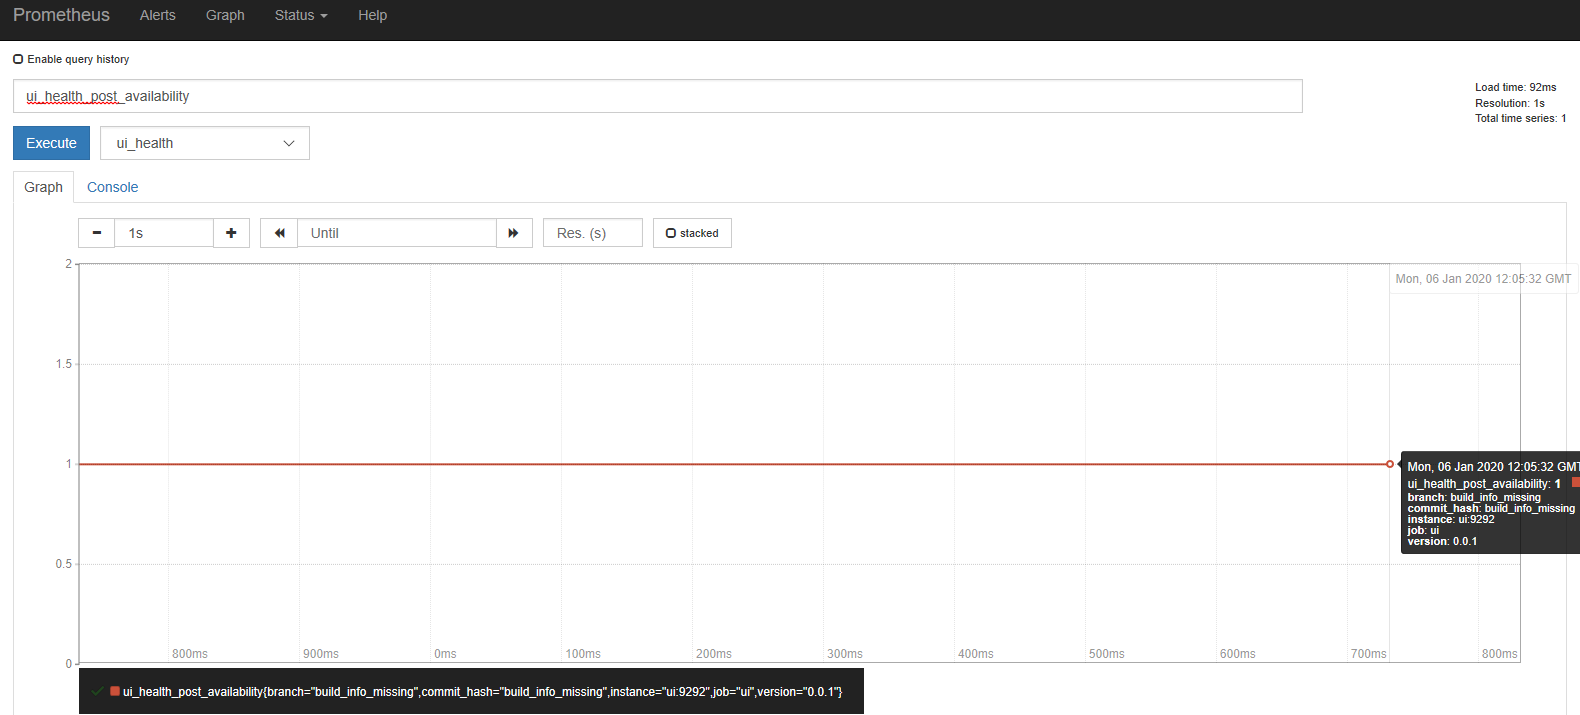 Prometheus Alerts Graph Status Help
Enable query history
ui_health_post_availability
Load time: 92ms
Resolution: 1s
Total time series: 1
Execute ui_health
Graph Console
1s Until Res. (s) stacked
2
Mon, 06 Jan 2020 12:05:32 GMT
1.5
1
Mon, 06 Jan 2020 12:05:32 GMT
ui_health_post_availability: 1
branch: build_info_missing
commit_hash: build_info_missing
instance: ui:9292
job: ui
version: 0.0.1
0.5
800ms 900ms 0ms 100ms 200ms 300ms 400ms 500ms 600ms 700ms 800ms
0
ui_health_post_availability{branch="build_info_missing",commit_hash="build_info_missing",instance="ui:9292",job="ui",version="0.0.1"}